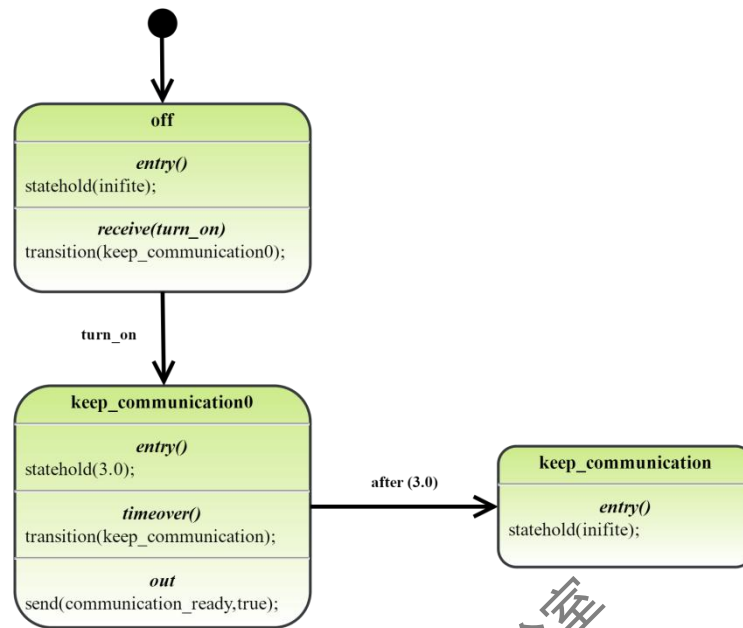 off
entry()
statehold(inifite);
receive(turn_on)
transition(keep_communication0);
turn_on
keep_communication0
entry()
statehold(3.0);
timeover()
transition(keep_communication);
out
send(communication_ready,true);
after (3.0)
keep_communication
entry()
statehold(inifite);
室